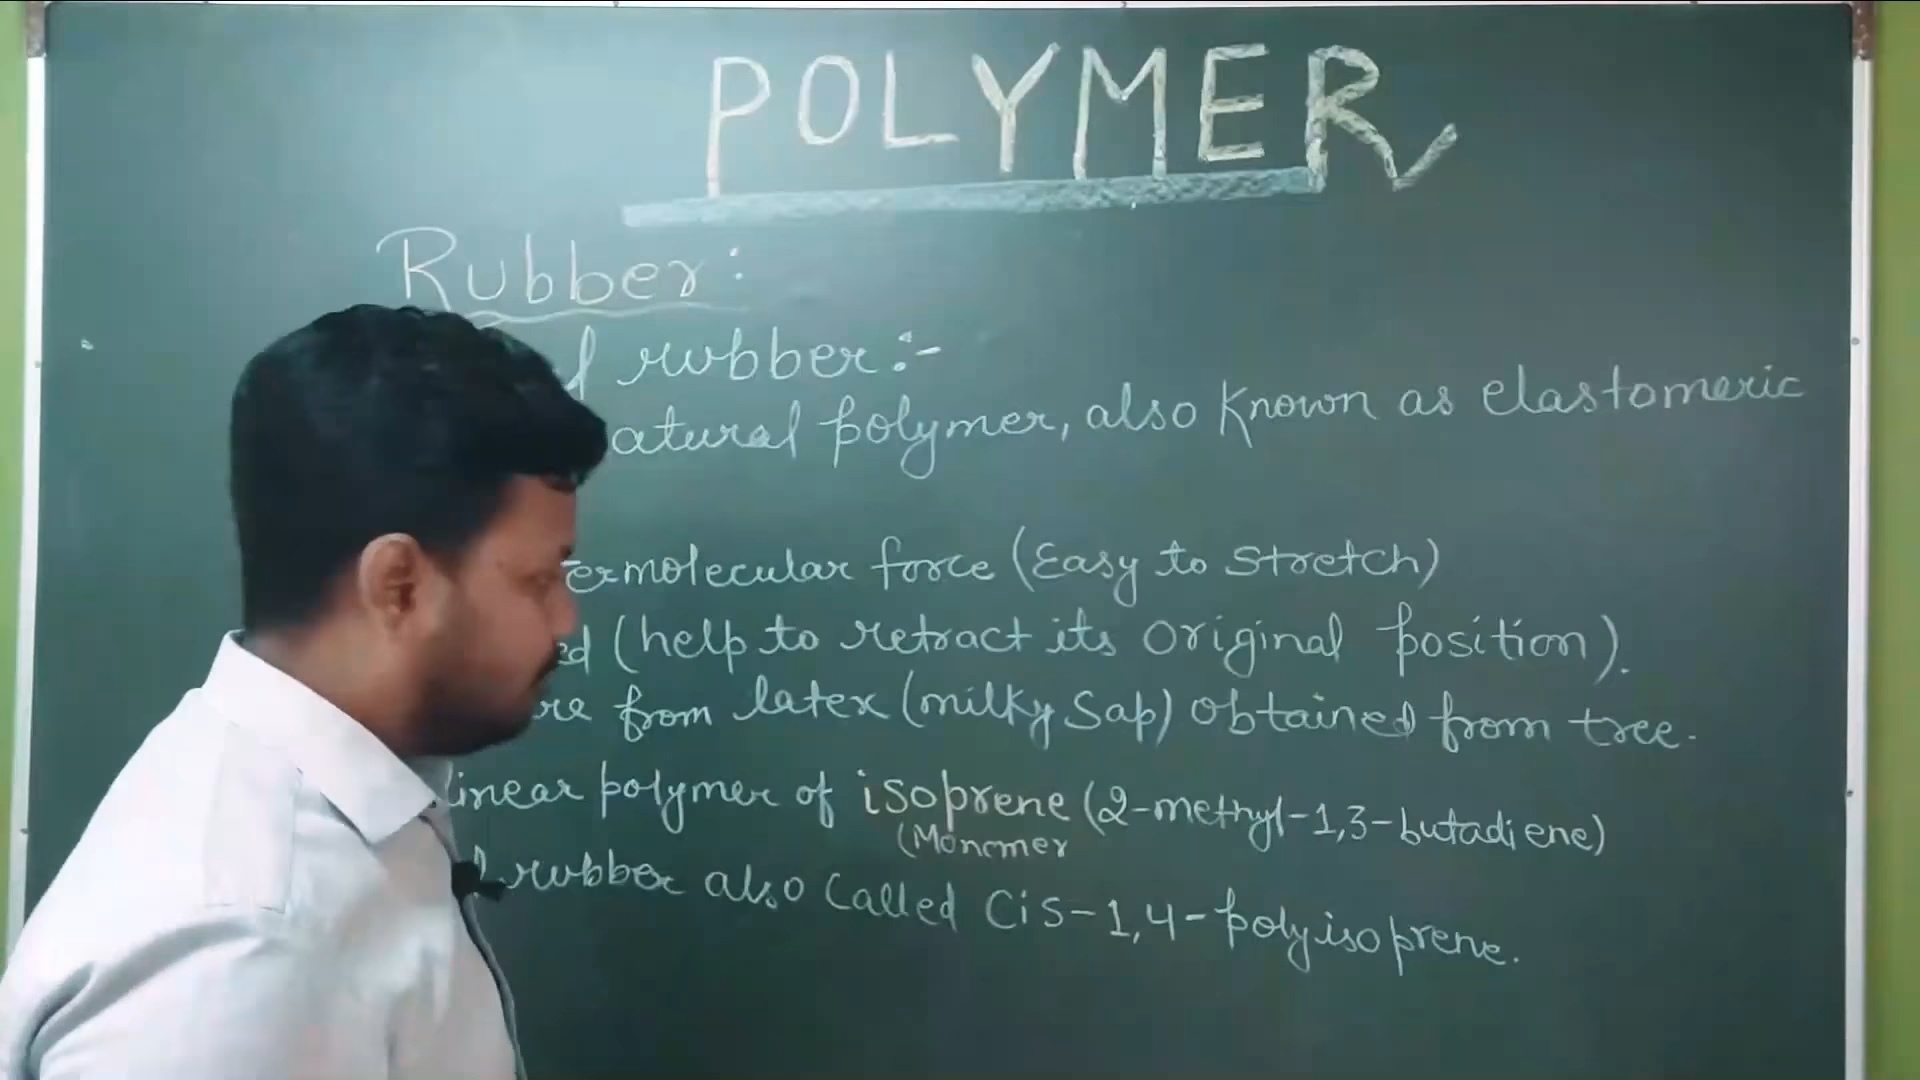 POLYMER
Rubber:
rubber:-
atural polymer, also known as elastomeric
ermolecular force (Easy to stretch)
ed (help to retract its original position).
re from latex (milky Sap) obtained from tree.
linear polymer of isoprene (2-methyl-1,3-butadiene)
(Monomer
l rubber also called Cis-1,4-polyisoprene.